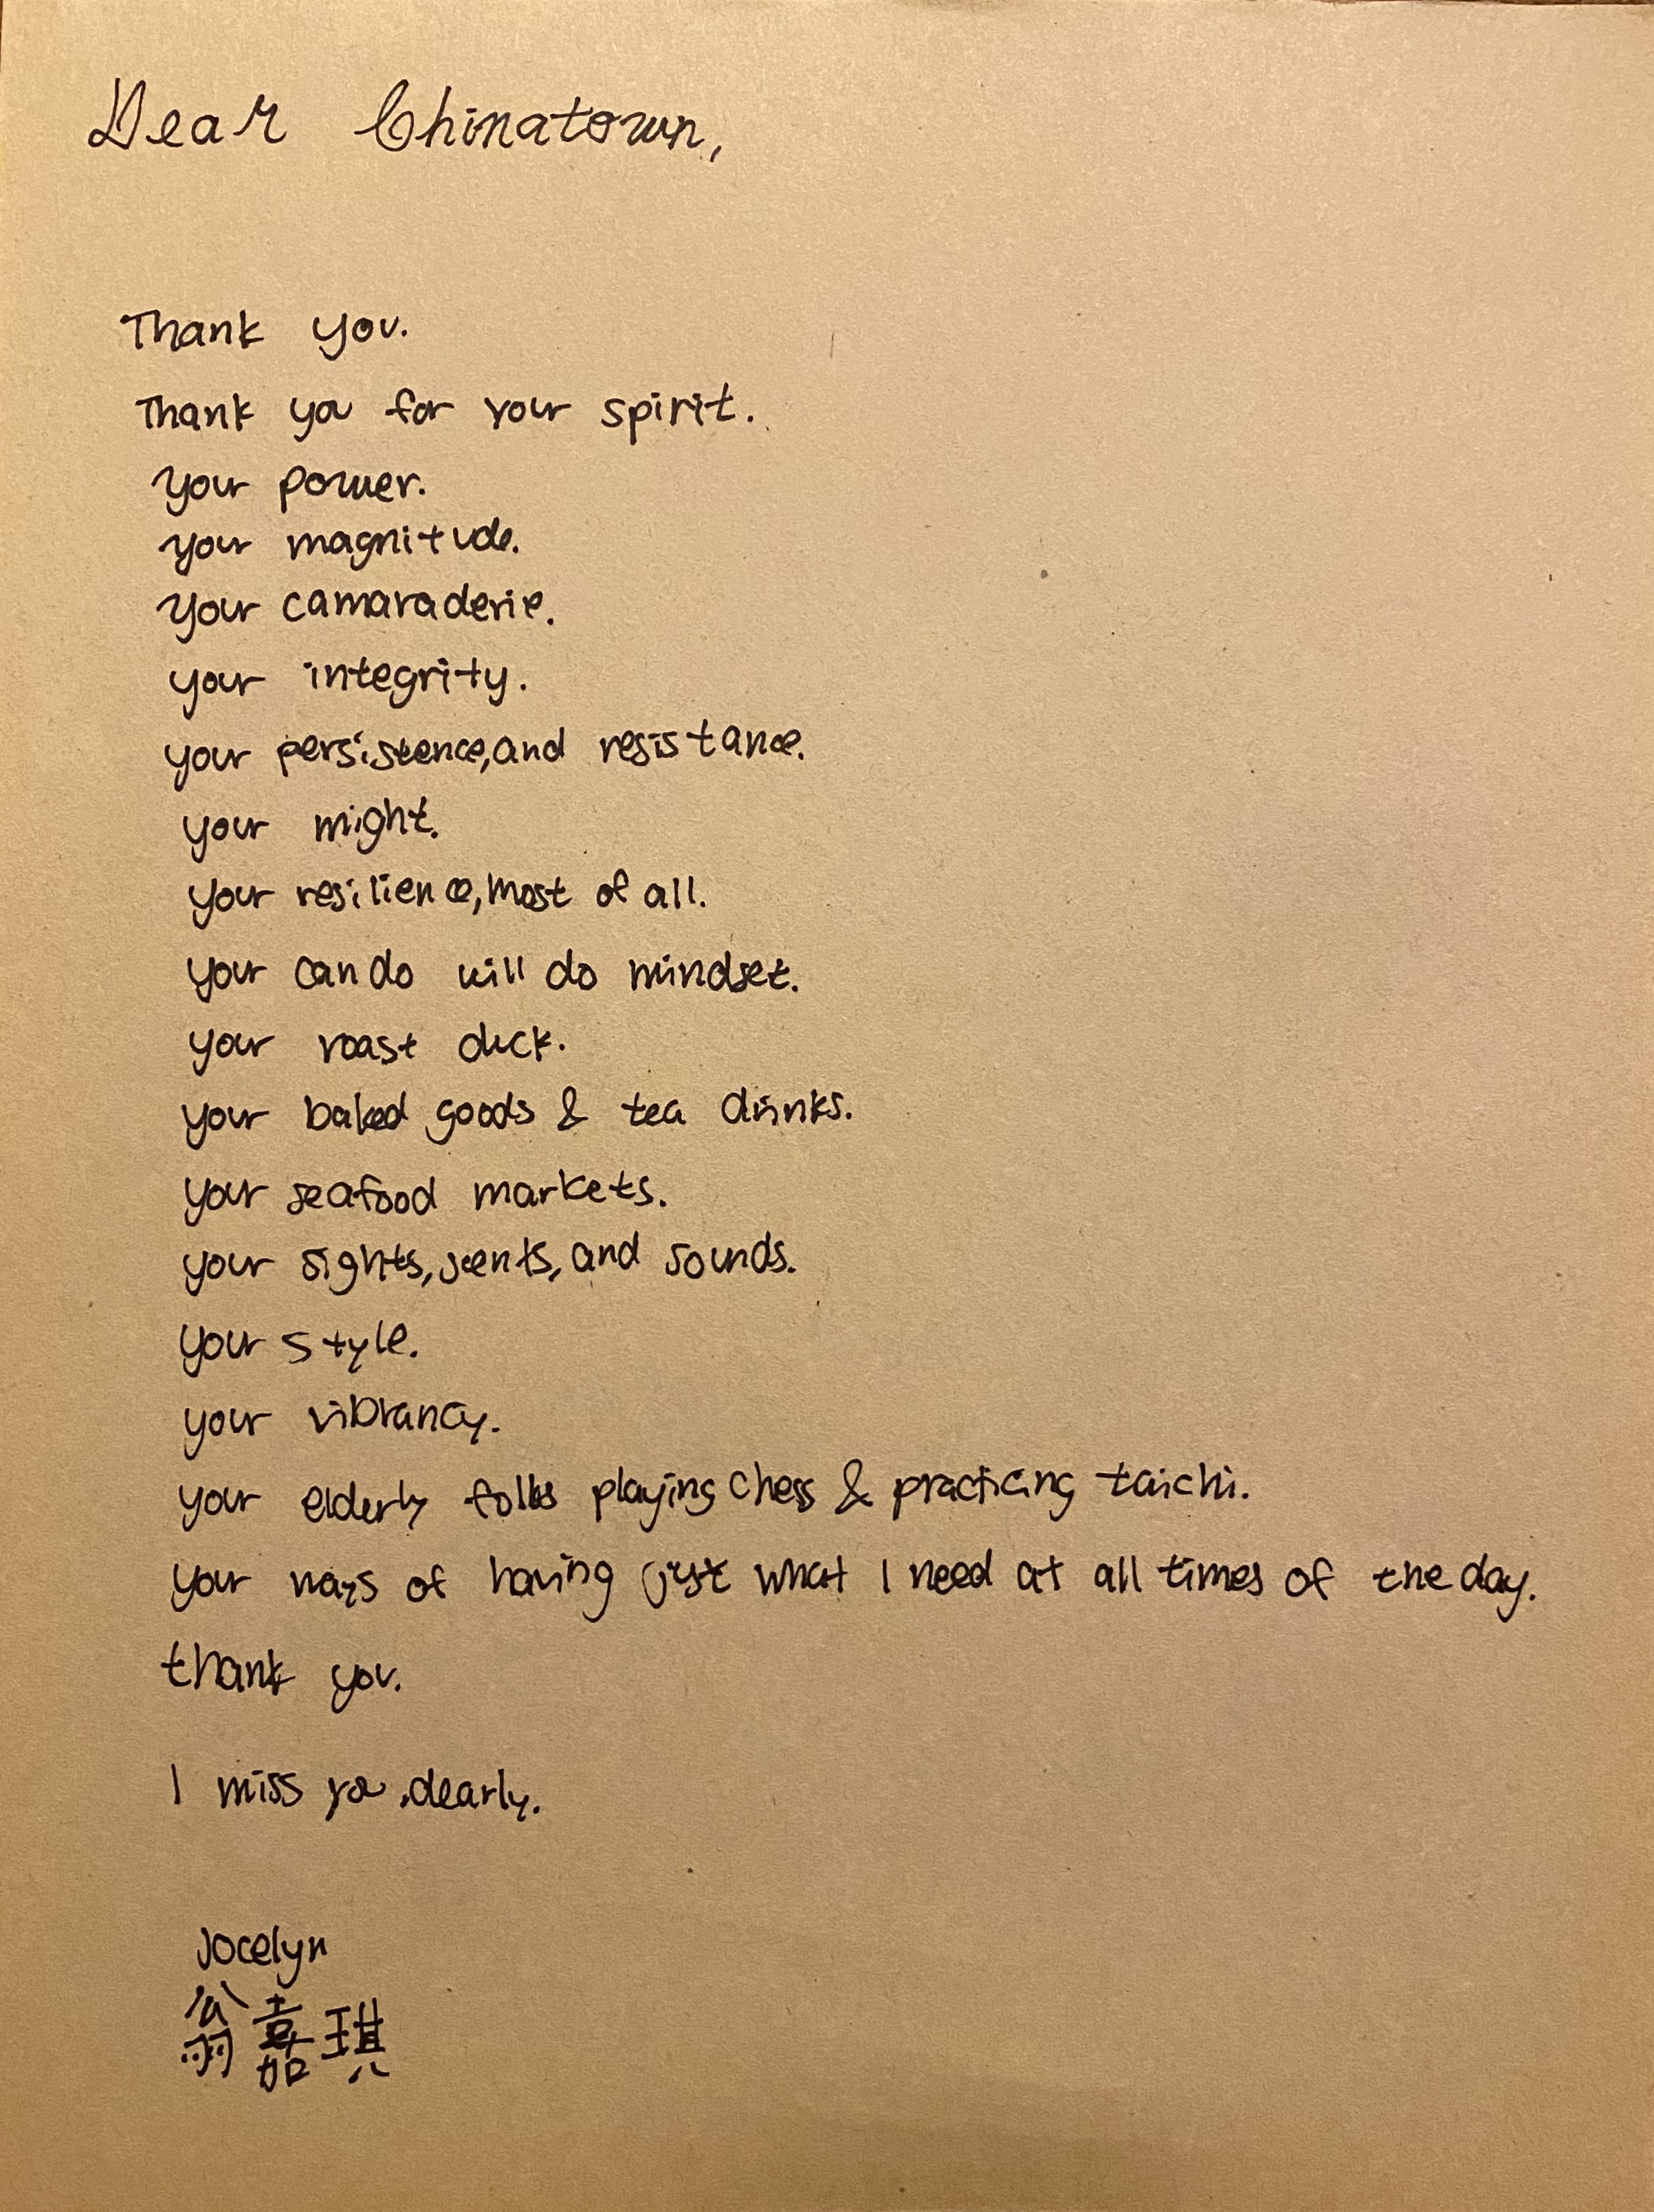 Dear Chinatown,
Thank you.
Thank you for your spirit.
Your power.
Your magnitude.
Your camaraderie.
your integrity.
your persistence, and resistance.
your might.
your resilience, most of all.
your can do will do mindset.
your roast duck.
your baked goods & tea drinks.
your seafood markets.
your sights, scents, and sounds.
your style.
your vibrancy.
your elderly folks playing chess & practicing taichi.
your ways of having just what I need at all times of the day.
thank you.
I miss you, dearly.
Jocelyn
翁嘉琪